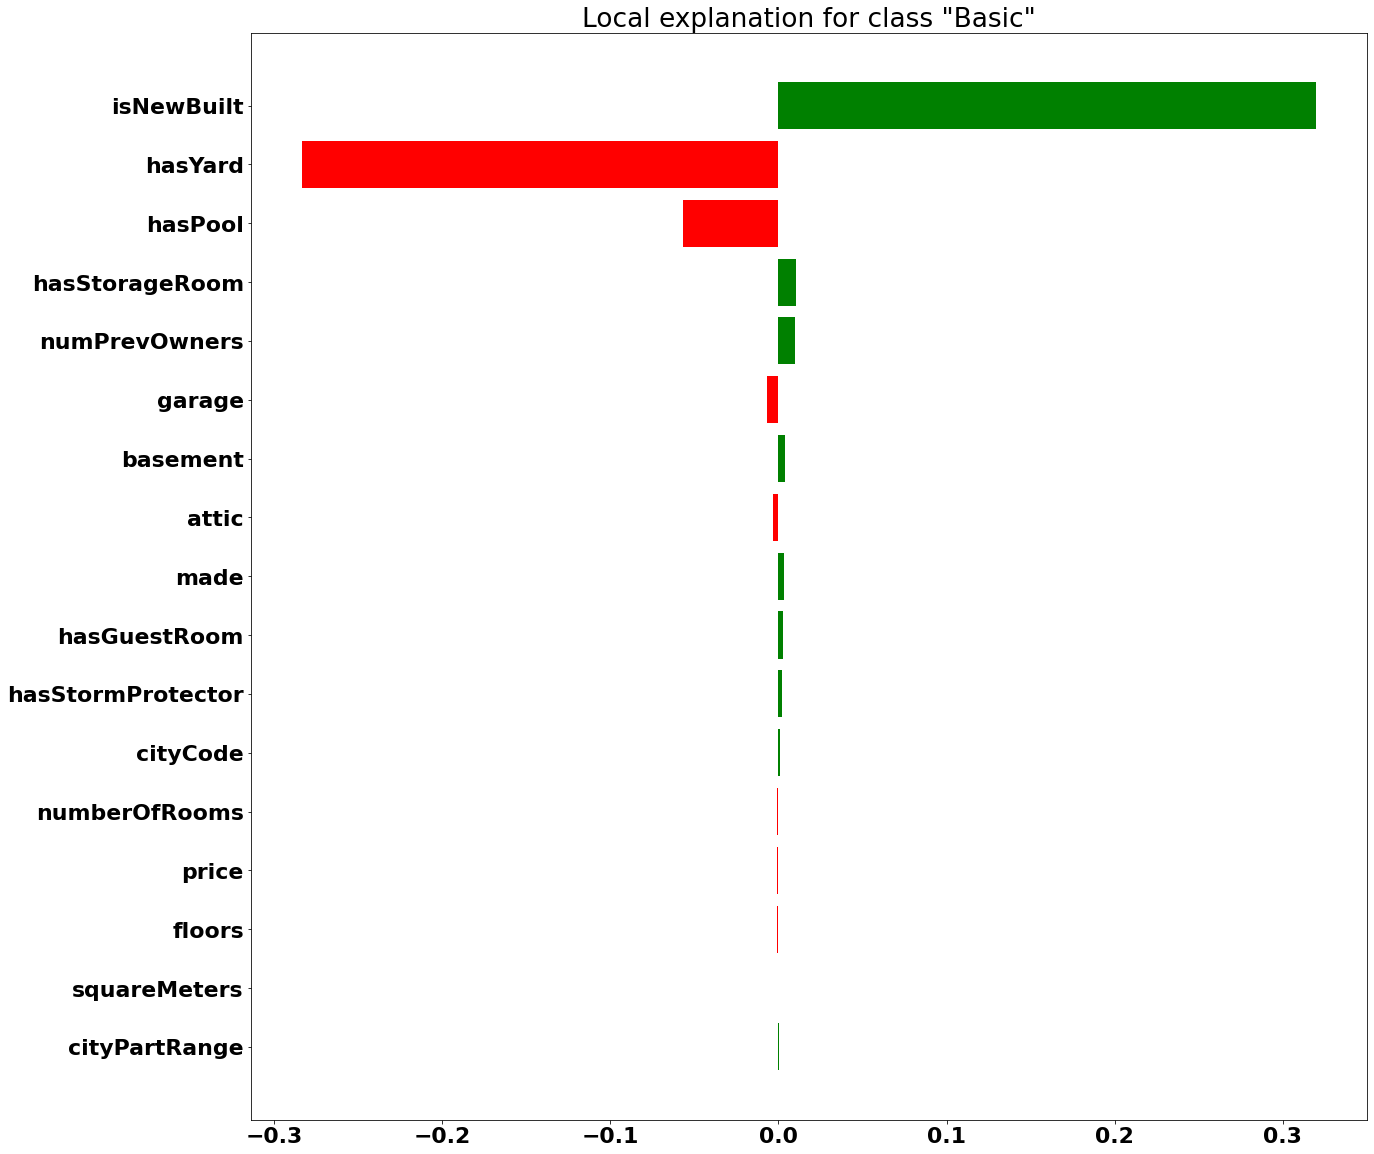 Local explanation for class "Basic"
isNewBuilt
hasYard
hasPool
hasStorageRoom
numPrevOwners
garage
basement
attic
made
hasGuestRoom
hasStormProtector
cityCode
numberOfRooms
price
floors
squareMeters
cityPartRange
−0.3 −0.2 −0.1 0.0 0.1 0.2 0.3